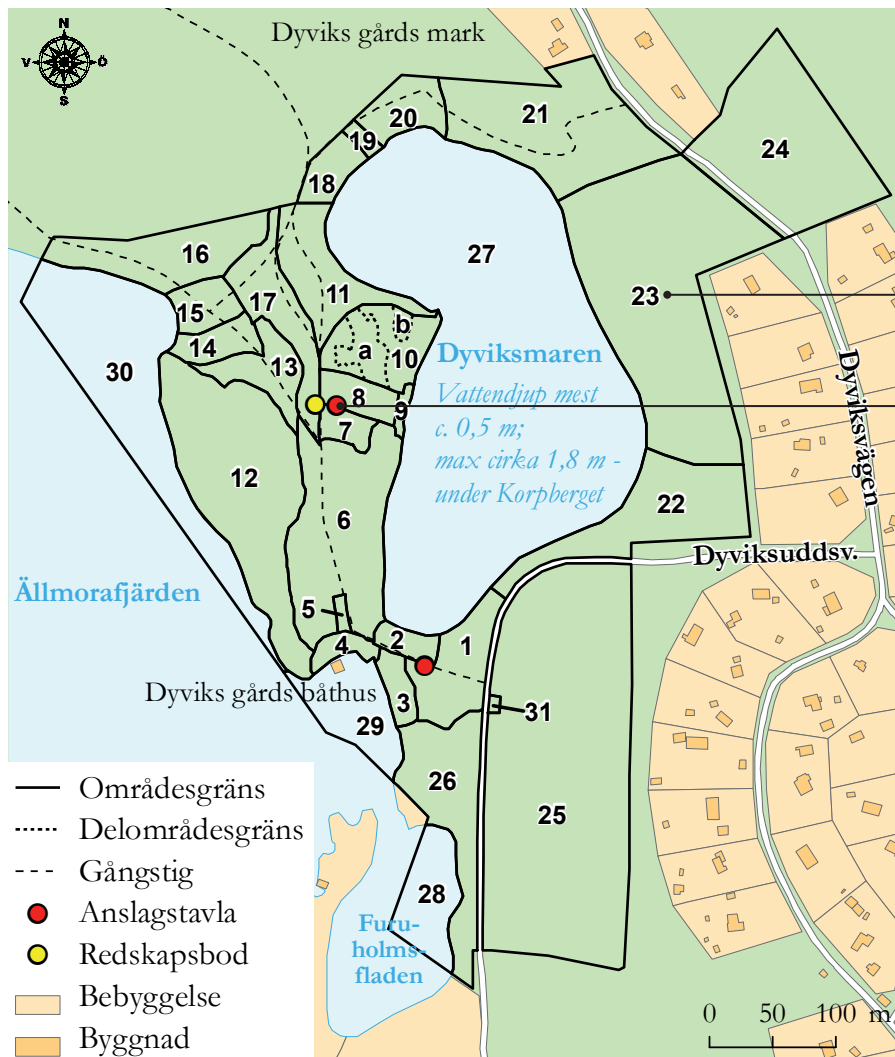 Dyviks gårds mark
N
V
Ö
S
21
20
19
24
18
16
27
23
17
11
15
b
14
a
10
30
13
Dyviksmaren
Vattendjup mest
c. 0,5 m;
max cirka 1,8 m -
under Korpberget
8
9
7
Dyviksvägen
12
22
6
Dyviksuddsv.
Ällmorafjärden
5
2
1
4
Dyviks gårds båthus
3
31
29
26
25
28
Furu-
holms-
fladen
Områdesgräns
Delområdesgräns
Gångstig
Anslagstavla
Redskapsbod
Bebyggelse
Byggnad
0 50 100 m